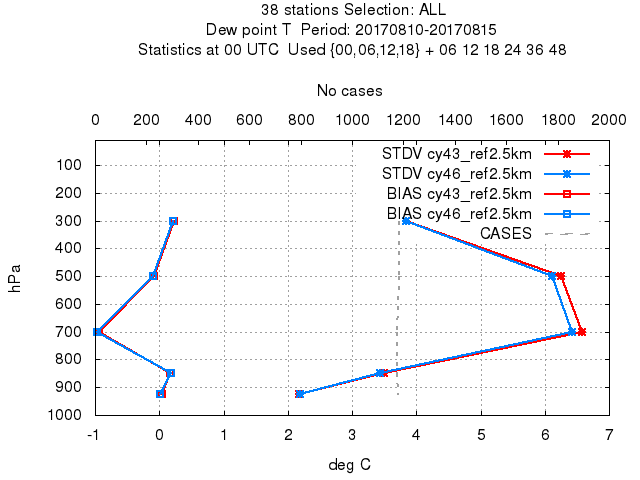 38 stations Selection: ALL
Dew point T  Period: 20170810-20170815
Statistics at 00 UTC  Used {00,06,12,18} + 06 12 18 24 36 48
No cases
0 200 400 600 800 1000 1200 1400 1600 1800 2000
STDV cy43_ref2.5km
STDV cy46_ref2.5km
BIAS cy43_ref2.5km
BIAS cy46_ref2.5km
CASES
hPa
100
200
300
400
500
600
700
800
900
1000
-1 0 1 2 3 4 5 6 7
deg C